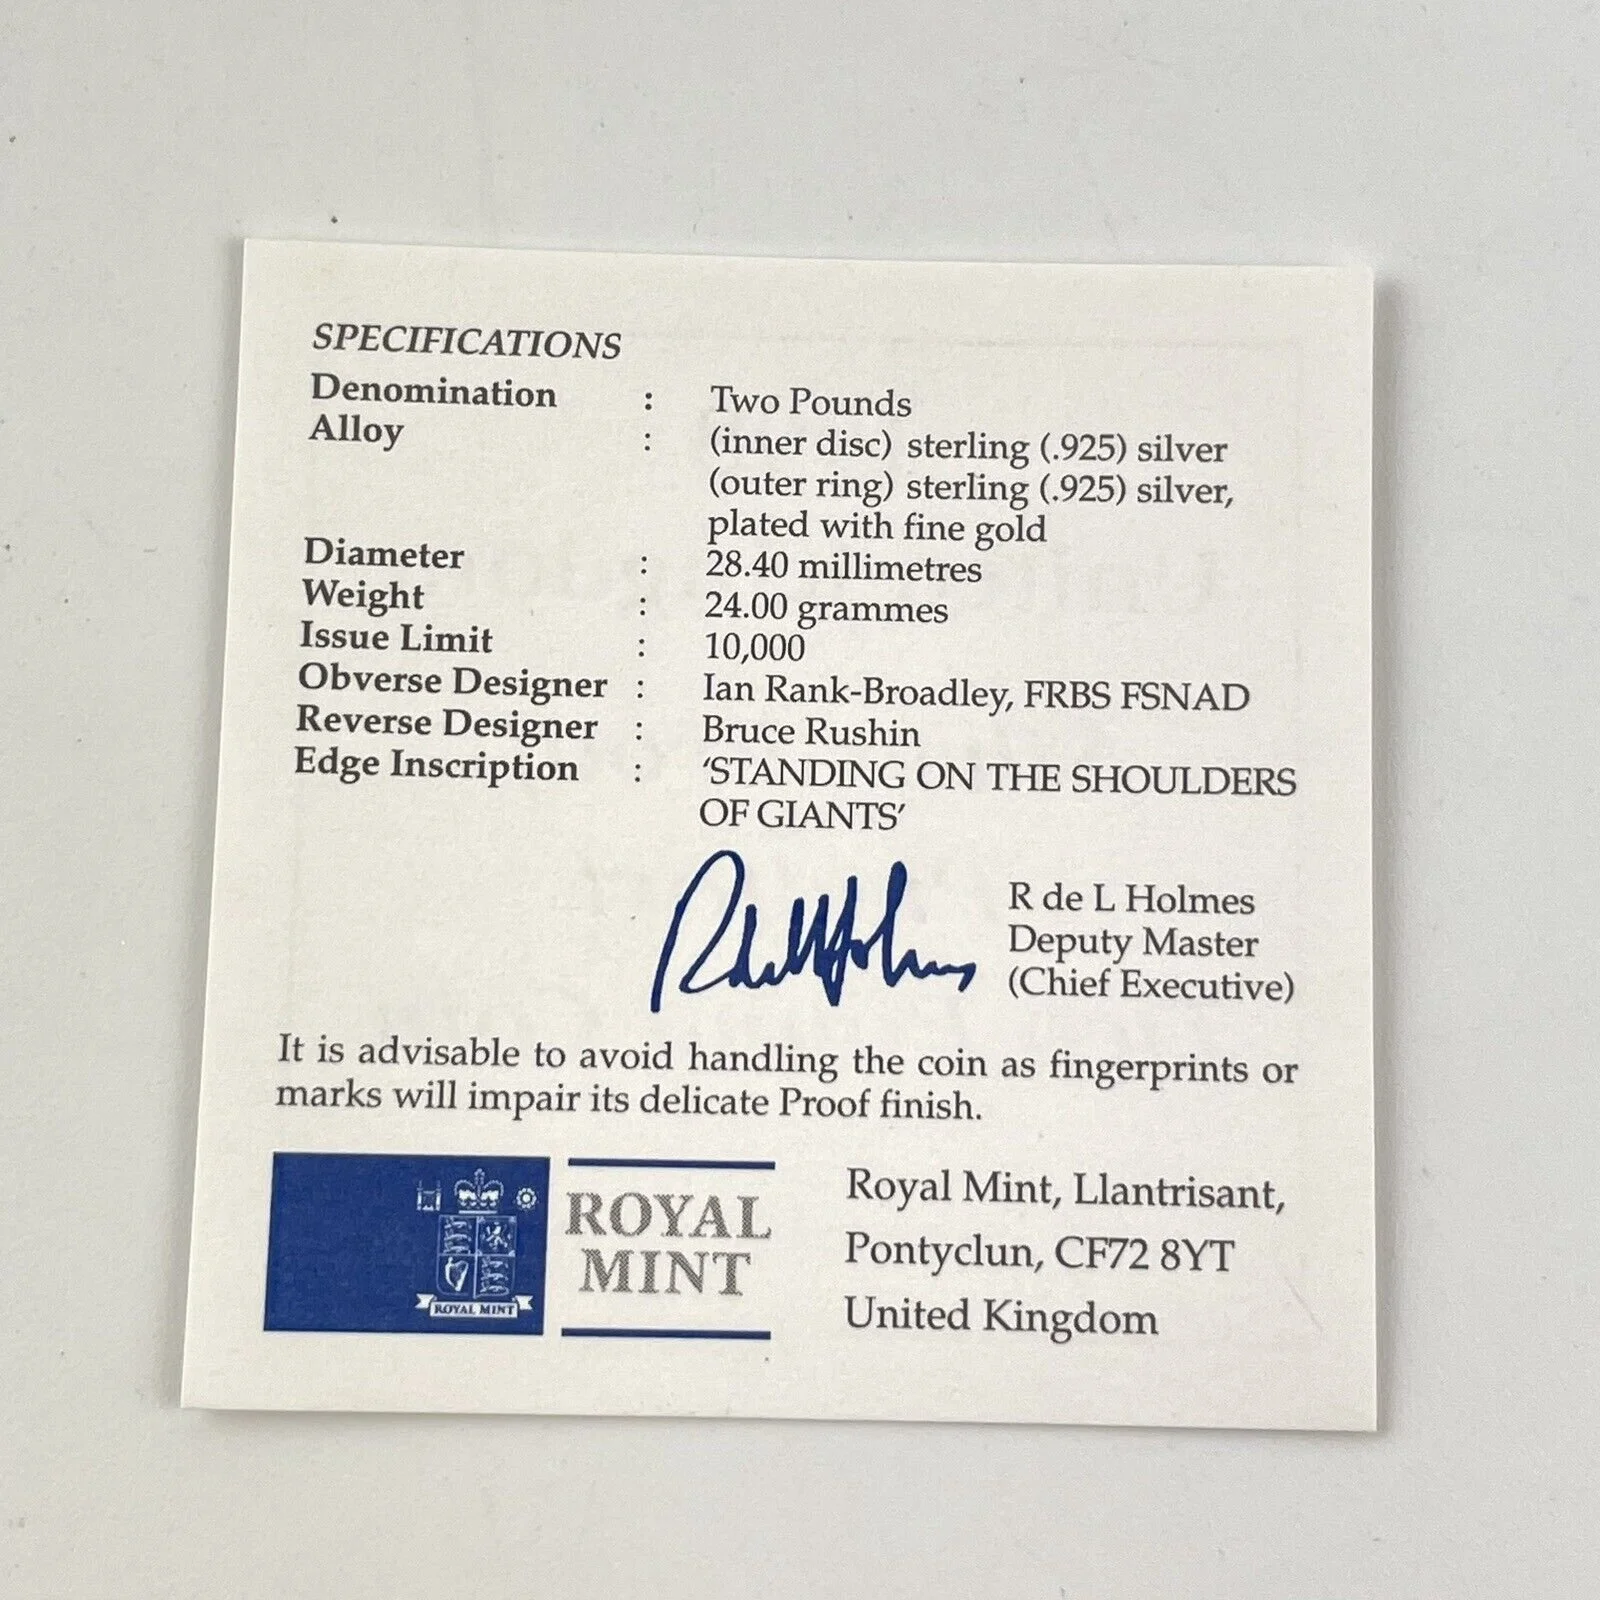 SPECIFICATIONS
Denomination : Two Pounds
Alloy : (inner disc) sterling (.925) silver
(outer ring) sterling (.925) silver,
plated with fine gold
Diameter : 28.40 millimetres
Weight : 24.00 grammes
Issue Limit : 10,000
Obverse Designer : Ian Rank-Broadley, FRBS FSNAD
Reverse Designer : Bruce Rushin
Edge Inscription : ‘STANDING ON THE SHOULDERS
OF GIANTS’
R de L Holmes
R de L Holmes
Deputy Master
(Chief Executive)
It is advisable to avoid handling the coin as fingerprints or
marks will impair its delicate Proof finish.
ROYAL MINT
ROYAL
MINT
Royal Mint, Llantrisant,
Pontyclun, CF72 8YT
United Kingdom